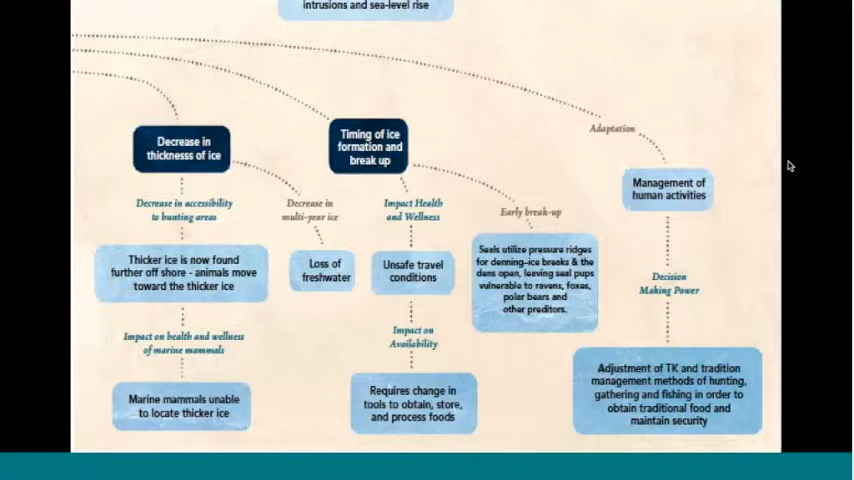 intrusions and sea-level rise
Adaptation
Decrease in
thicknesss of ice
Timing of ice
formation and
break up
Management of
human activities
Decrease in accessibility
to hunting areas
Decrease in
multi-year ice
Impact Health
and Wellness
Early break-up
Thicker ice is now found
further off shore - animals move
toward the thicker ice
Loss of
freshwater
Unsafe travel
conditions
Seals utilize pressure ridges
for denning-ice breaks & the
dens open, leaving seal pups
vulnerable to ravens, foxes,
polar bears and
other preditors.
Decision
Making Power
Impact on health and wellness
of marine mammals
Impact on
Availability
Marine mammals unable
to locate thicker ice
Requires change in
tools to obtain, store,
and process foods
Adjustment of TK and tradition
management methods of hunting,
gathering and fishing in order to
obtain traditional food and
maintain security